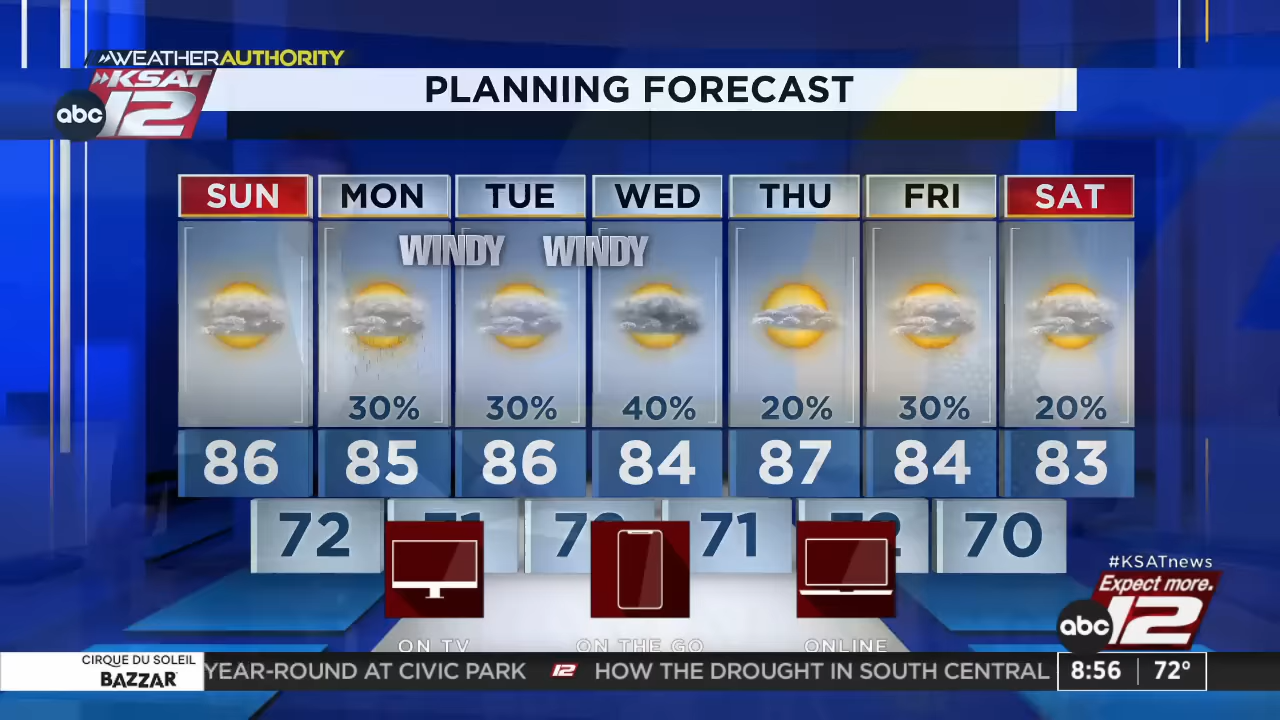 WEATHERAUTHORITY
KSAT
abc 12
PLANNING FORECAST
SUN MON TUE WED THU FRI SAT
WINDY WINDY
30% 30% 40% 20% 30% 20%
86 85 86 84 87 84 83
72 71 71 70
#KSATnews
Expect more.
abc 12
ON TV ON THE GO ONLINE
CIRQUE DU SOLEIL
BAZZAR
YEAR-ROUND AT CIVIC PARK 12 HOW THE DROUGHT IN SOUTH CENTRAL
8:56 72°